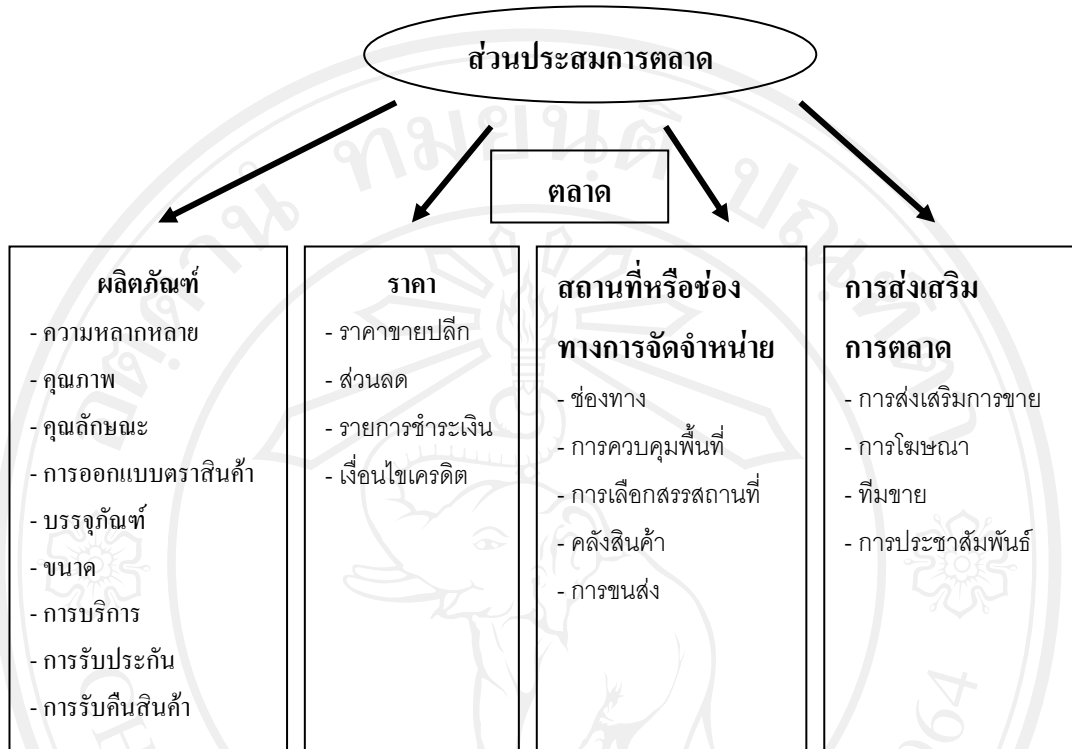 ส่วนประสมการตลาด
ตลาด
ผลิตภัณฑ์
- ความหลากหลาย
- คุณภาพ
- คุณลักษณะ
- การออกแบบตราสินค้า
- บรรจุภัณฑ์
- ขนาด
- การบริการ
- การรับประกัน
- การรับคืนสินค้า
ราคา
- ราคาขายปลีก
- ส่วนลด
- รายการชำระเงิน
- เงื่อนไขเครดิต
สถานที่หรือช่อง
ทางการจัดจำหน่าย
- ช่องทาง
- การควบคุมพื้นที่
- การเลือกสรรสถานที่
- คลังสินค้า
- การขนส่ง
การส่งเสริม
การตลาด
- การส่งเสริมการขาย
- การโฆษณา
- ทีมขาย
- การประชาสัมพันธ์